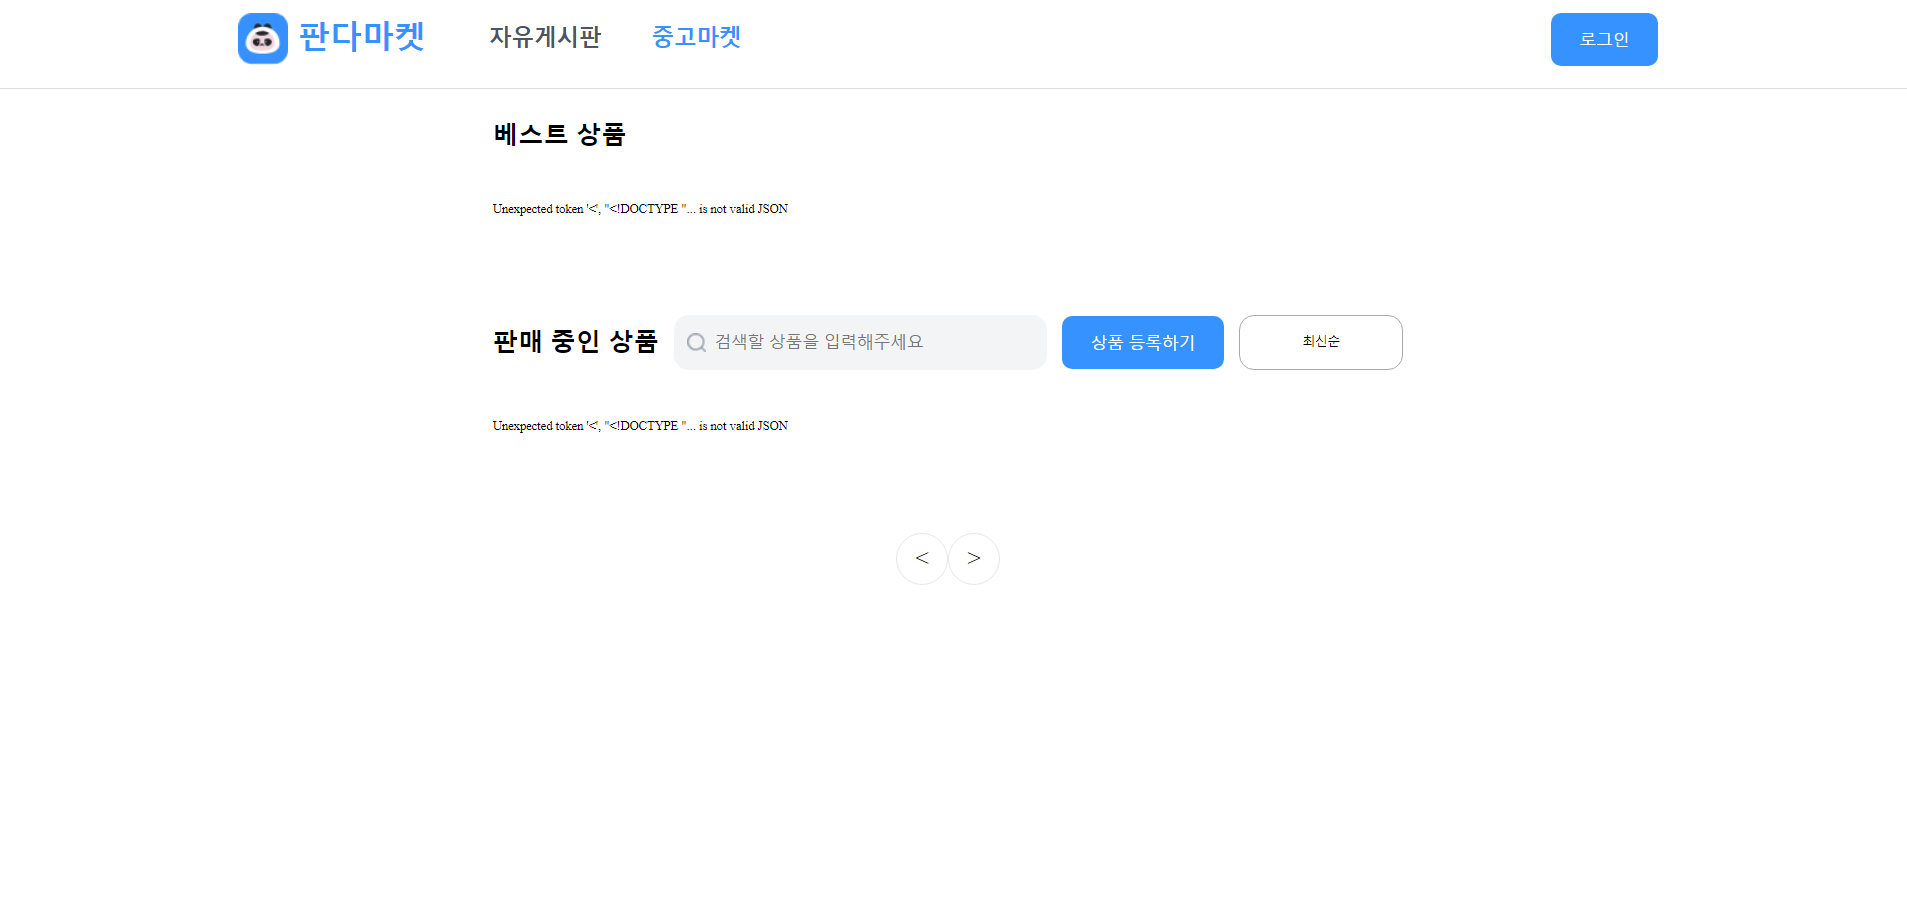 판다마켓 자유게시판 중고마켓 로그인
베스트 상품
Unexpected token '<', "<!DOCTYPE "... is not valid JSON
판매 중인 상품 검색할 상품을 입력해주세요 상품 등록하기 최신순
Unexpected token '<', "<!DOCTYPE "... is not valid JSON
< >